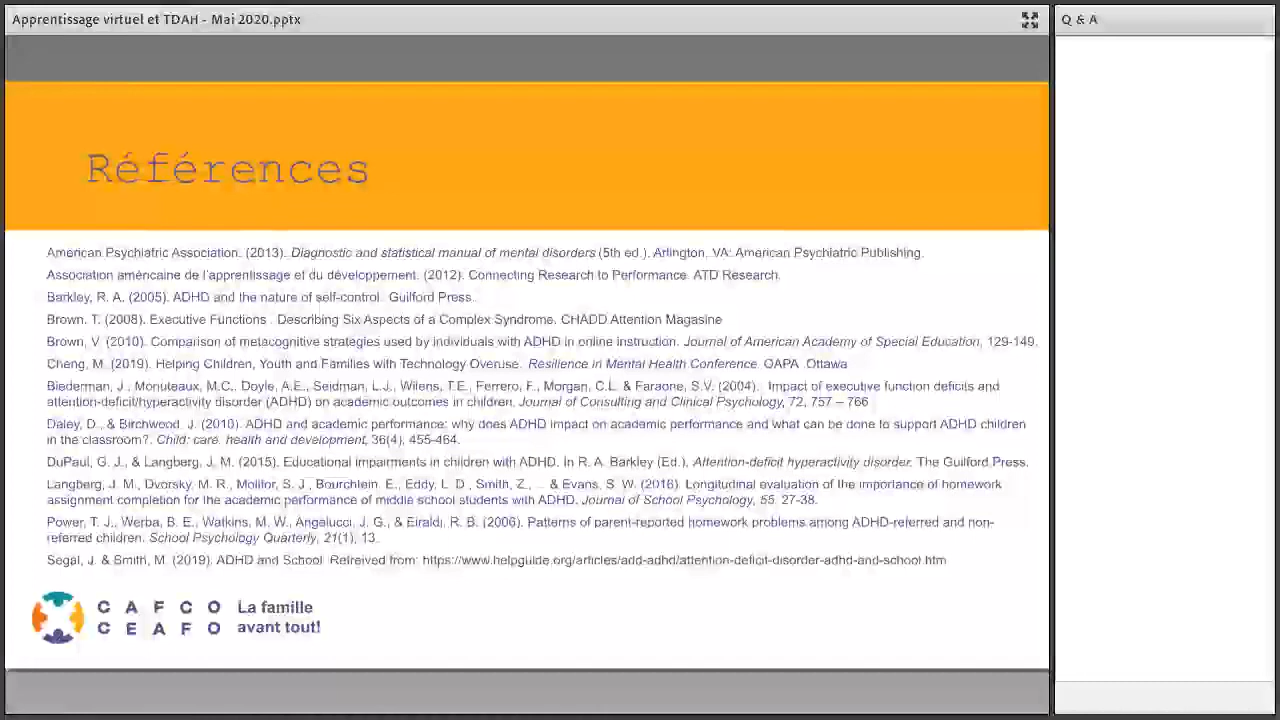 Apprentissage virtuel et TDAH - Mai 2020.pptx
Q & A
Références
American Psychiatric Association. (2013). Diagnostic and statistical manual of mental disorders (5th ed.). Arlington, VA: American Psychiatric Publishing.
Association américaine de l'apprentissage et du développement. (2012). Connecting Research to Performance. ATD Research.
Barkley, R. A. (2005). ADHD and the nature of self-control. Guilford Press.
Brown. T. (2008). Executive Functions . Describing Six Aspects of a Complex Syndrome. CHADD Attention Magasine
Brown, V. (2010). Comparison of metacognitive strategies used by individuals with ADHD in online instruction. Journal of American Academy of Special Education, 129-149.
Cheng, M. (2019). Helping Children, Youth and Families with Technology Overuse. Resilience in Mental Health Conference. OAPA. Ottawa
Biederman, J., Monuteaux, M.C., Doyle, A.E., Seidman, L.J., Wilens, T.E., Ferrero, F., Morgan, C.L. & Faraone, S.V. (2004). Impact of executive function deficits and
attention-deficit/hyperactivity disorder (ADHD) on academic outcomes in children. Journal of Consulting and Clinical Psychology, 72, 757 – 766
Daley, D., & Birchwood, J. (2010). ADHD and academic performance: why does ADHD impact on academic performance and what can be done to support ADHD children
in the classroom?. Child: care, health and development, 36(4), 455-464.
DuPaul, G. J., & Langberg, J. M. (2015). Educational impairments in children with ADHD. In R. A. Barkley (Ed.), Attention-deficit hyperactivity disorder. The Guilford Press.
Langberg, J. M., Dvorsky, M. R., Molitor, S. J., Bourchtein, E., Eddy, L. D., Smith, Z., ... & Evans, S. W. (2016). Longitudinal evaluation of the importance of homework
assignment completion for the academic performance of middle school students with ADHD. Journal of School Psychology, 55, 27-38.
Power, T. J., Werba, B. E., Watkins, M. W., Angelucci, J. G., & Eiraldi, R. B. (2006). Patterns of parent-reported homework problems among ADHD-referred and non-
referred children. School Psychology Quarterly, 21(1), 13.
Segal, J. & Smith, M. (2019). ADHD and School. Retreived from: https://www.helpguide.org/articles/add-adhd/attention-deficit-disorder-adhd-and-school.htm
CAFCO La famille
CEAFO avant tout!